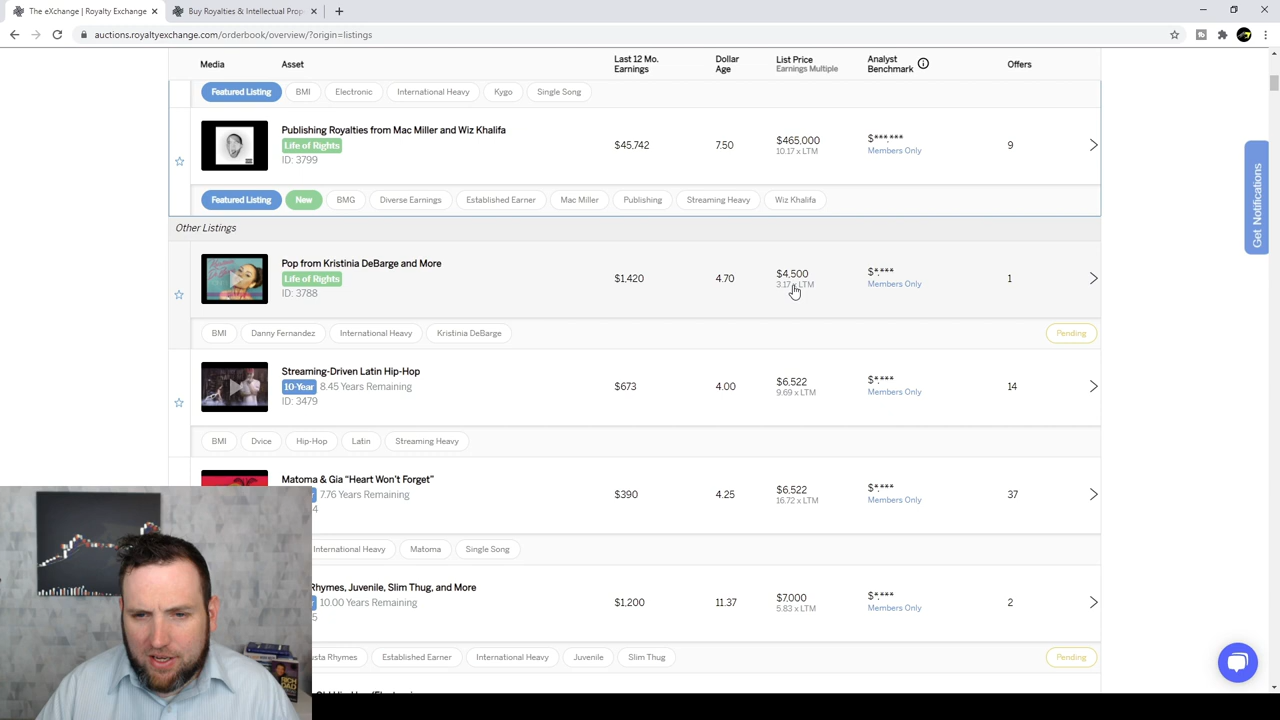 The eXchange | Royalty Exchange
Buy Royalties & Intellectual Prop
auctions.royaltyexchange.com/orderbook/overview/?origin=listings
Media Asset Last 12 Mo. Earnings Dollar Age List Price Earnings Multiple Analyst Benchmark Offers
Featured Listing BMI Electronic International Heavy Kygo Single Song
Publishing Royalties from Mac Miller and Wiz Khalifa
Life of Rights
ID: 3799
$45,742 7.50 $465,000 $***,*** 9
10.17 x LTM Members Only
Featured Listing New BMG Diverse Earnings Established Earner Mac Miller Publishing Streaming Heavy Wiz Khalifa
Other Listings
Pop from Kristinia DeBarge and More
Life of Rights
ID: 3788
$1,420 4.70 $4,500 $*,*** 1
3.17 x LTM Members Only
BMI Danny Fernandez International Heavy Kristinia DeBarge Pending
Streaming-Driven Latin Hip-Hop
10-Year 8.45 Years Remaining
ID: 3479
$673 4.00 $6,522 $*,*** 14
9.69 x LTM Members Only
BMI Dvice Hip-Hop Latin Streaming Heavy
Matoma & Gia “Heart Won’t Forget”
7.76 Years Remaining
4
$390 4.25 $6,522 $*,*** 37
16.72 x LTM Members Only
International Heavy Matoma Single Song
Rhymes, Juvenile, Slim Thug, and More
10.00 Years Remaining
5
$1,200 11.37 $7,000 $*,*** 2
5.83 x LTM Members Only
usta Rhymes Established Earner International Heavy Juvenile Slim Thug Pending
Get Notifications
RICH
DAD